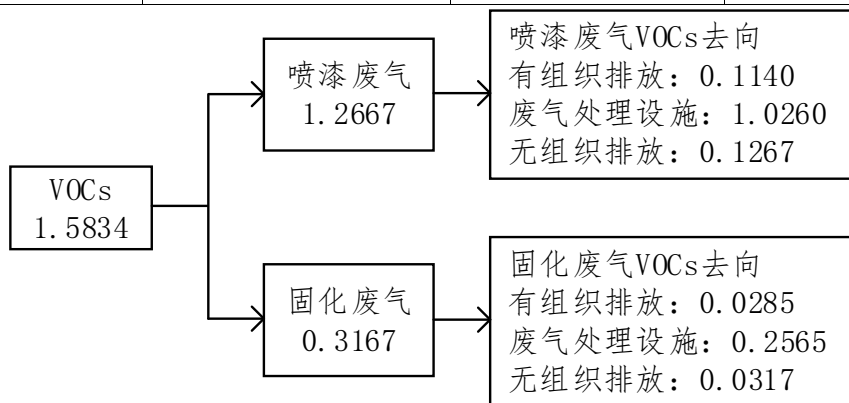 VOCs
1.5834
喷漆废气
1.2667
喷漆废气VOCs去向
有组织排放：0.1140
废气处理设施：1.0260
无组织排放：0.1267
固化废气
0.3167
固化废气VOCs去向
有组织排放：0.0285
废气处理设施：0.2565
无组织排放：0.0317